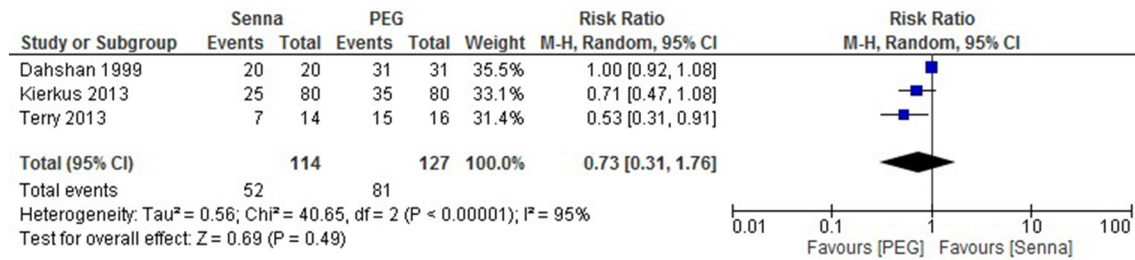 Senna PEG Risk Ratio Risk Ratio
Study or Subgroup Events Total Events Total Weight M-H, Random, 95% CI M-H, Random, 95% CI
Dahshan 1999 20 20 31 31 35.5% 1.00 [0.92, 1.08]
Kierkus 2013 25 80 35 80 33.1% 0.71 [0.47, 1.08]
Terry 2013 7 14 15 16 31.4% 0.53 [0.31, 0.91]
Total (95% CI) 114 127 100.0% 0.73 [0.31, 1.76]
Total events 52 81
Heterogeneity: Tau² = 0.56; Chi² = 40.65, df = 2 (P < 0.00001); I² = 95%
Test for overall effect: Z = 0.69 (P = 0.49)
0.01 0.1 1 10 100
Favours [PEG] Favours [Senna]